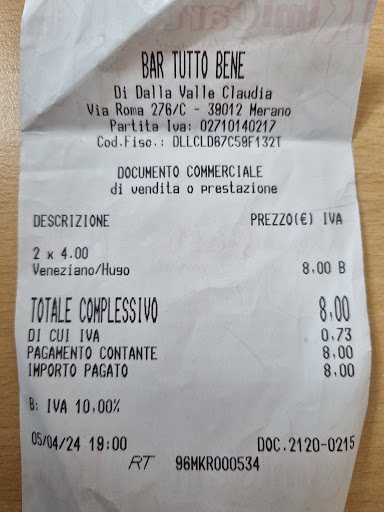 BAR TUTTO BENE
Di Dalla Valle Claudia
Via Roma 276/C - 39012 Merano
Partita Iva: 02710140217
Cod.Fisc.: DLLCLD67C59F132T
DOCUMENTO COMMERCIALE
di vendita o prestazione
DESCRIZIONE PREZZO(€) IVA
2 x 4.00
Veneziano/Hugo 8,00 B
TOTALE COMPLESSIVO 8,00
DI CUI IVA 0,73
PAGAMENTO CONTANTE 8,00
IMPORTO PAGATO 8,00
B: IVA 10,00%
05/04/24 19:00 DOC.2120-0215
RT 96MKR000534